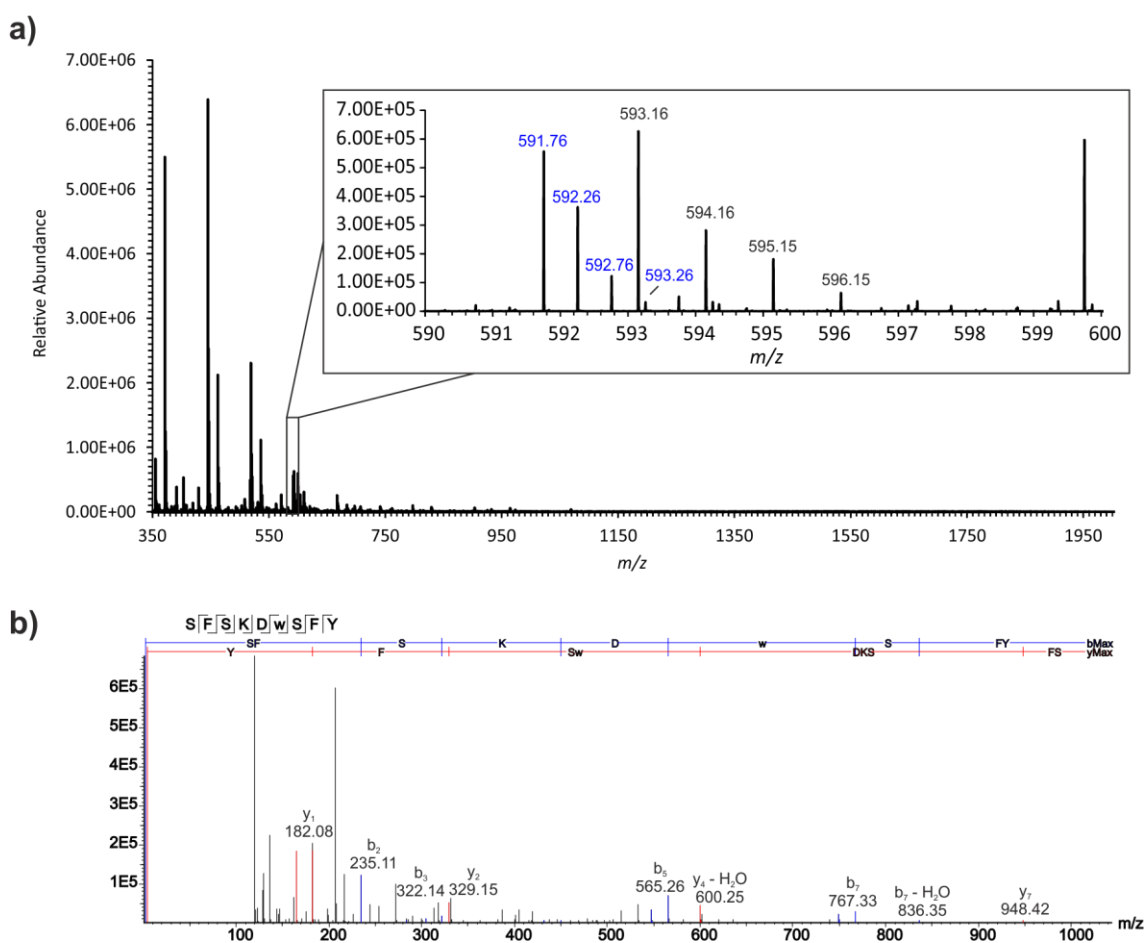 a)
7.00E+06
6.00E+06
5.00E+06
4.00E+06
3.00E+06
2.00E+06
1.00E+06
0.00E+00
Relative Abundance
350 550 750 950 1150 1350 1550 1750 1950
m/z
7.00E+05
6.00E+05
5.00E+05
4.00E+05
3.00E+05
2.00E+05
1.00E+05
0.00E+00
591.76
592.26
592.76
593.16
593.26
594.16
595.15
596.15
590 591 592 593 594 595 596 597 598 599 600
m/z
b)
S F S K D w S F Y
SF S K D w S FY bMax
Y F Sw DKS FS yMax
6E5
5E5
4E5
3E5
2E5
1E5
y1
182.08
b2
235.11
b3
322.14
y2
329.15
b5
565.26
y4 - H2O
600.25
b7
767.33
b7 - H2O
836.35
y7
948.42
100 200 300 400 500 600 700 800 900 1000 m/z